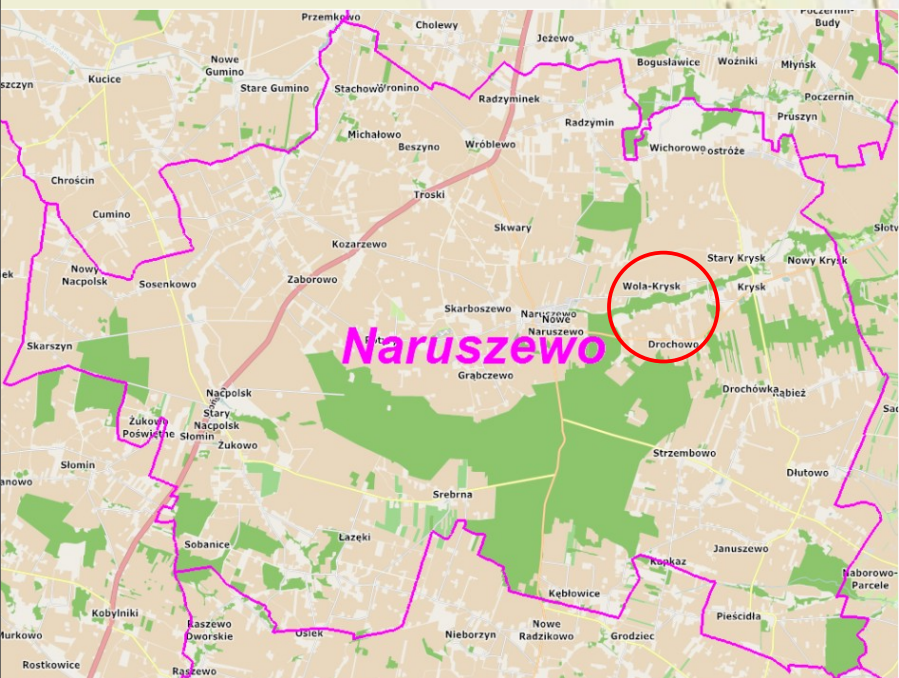 Przemkowo
Cholewy
Poczernin-
Budy
Jeżewo
Nowe
Gumino
Bogusławice
Woźniki
Młyńsk
Kucice
Stare Gumino
Stachowo
Radzyminek
Poczernin
Pruszyn
Radzymin
Michałowo
Beszyno
Wróblewo
Wichorowo
ostróże
Chrościn
Troski
Cumino
Skwary
Kozarzewo
Stary Krysk
Nowy Krysk
Nowy
Nacpolsk
Sosenkowo
Zaborowo
Wola-Krysk
Krysk
Skarboszewo
Naruszewo
Nowe
Naruszewo
Skarszyn
Naruszewo
Drochowo
Grąbczewo
Nacpolsk
Drochówka
Stary
Nacpolsk
Żukowo
Poświętne
Słomin
Żukowo
Strzembowo
Słomin
Dłutowo
Srebrna
Łazęki
Sobanice
Januszewo
Kopkaz
Naborowo-
Parcele
Kębłowice
Kobylniki
Pieścidła
Raszewo
Dworskie
Osiek
Nieborzyn
Nowe
Radzikowo
Grodziec
Rostkowice
Raszewo